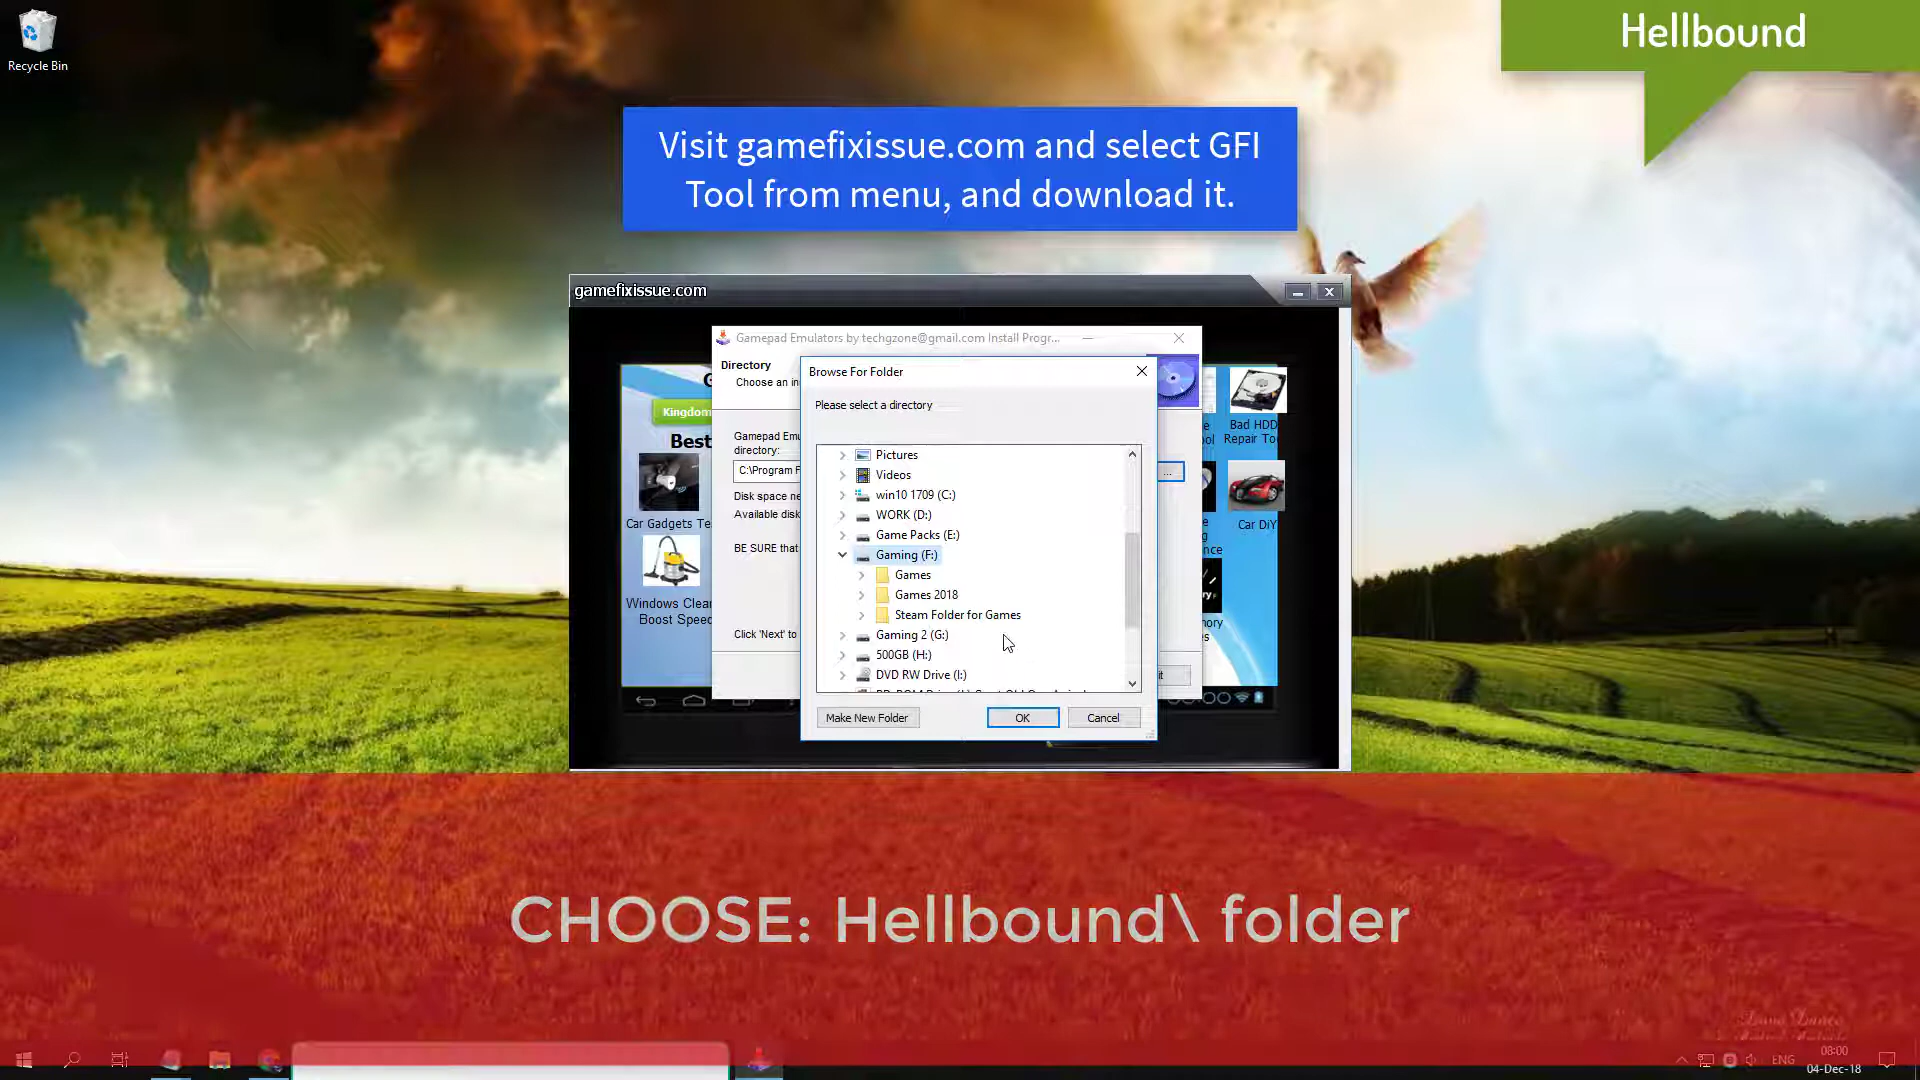 Recycle Bin
Hellbound
Visit gamefixissue.com and select GFI
Tool from menu, and download it.
gamefixissue.com
Gamepad Emulators by techgzone@gmail.com Install Progr...
Directory
Choose an in
Browse For Folder
Please select a directory
Kingdom
Best
Gamepad Emu
directory:
C:\Program F
...
Disk space ne
Available disk
BE SURE that
Click 'Next' to
Pictures
Videos
win10 1709 (C:)
WORK (D:)
Game Packs (E:)
Gaming (F:)
Games
Games 2018
Steam Folder for Games
Gaming 2 (G:)
500GB (H:)
DVD RW Drive (I:)
Make New Folder
OK
Cancel
Car Gadgets Te
Windows Clea
Boost Speed
Bad HDD
Repair To
Car DiY
CHOOSE: Hellbound\ folder
ENG
08:00
04-Dec-18